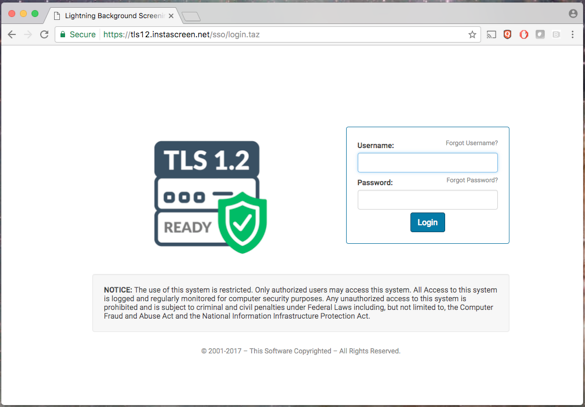 Lightning Background Screeni
Secure https://tls12.instascreen.net/sso/login.taz
TLS 1.2
READY
Username: Forgot Username?
Password: Forgot Password?
Login
NOTICE: The use of this system is restricted. Only authorized users may access this system. All Access to this system
is logged and regularly monitored for computer security purposes. Any unauthorized access to this system is
prohibited and is subject to criminal and civil penalties under Federal Laws including, but not limited to, the Computer
Fraud and Abuse Act and the National Information Infrastructure Protection Act.
© 2001-2017 – This Software Copyrighted – All Rights Reserved.